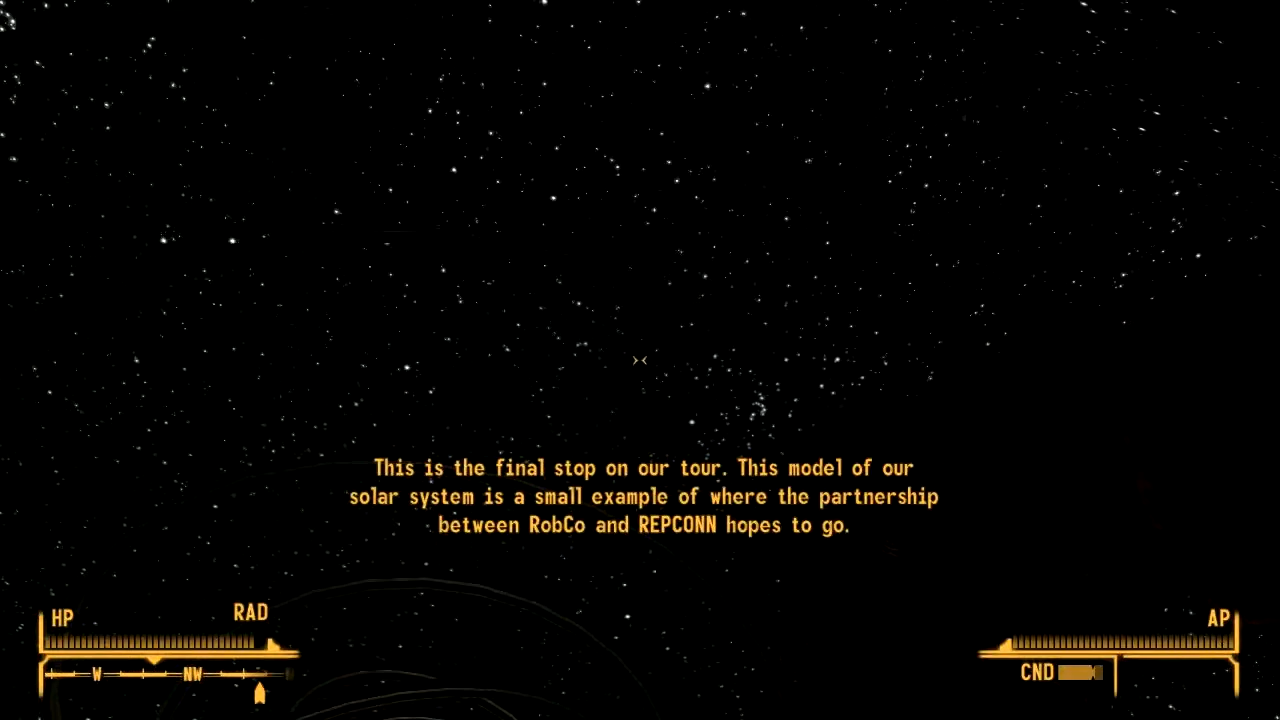 This is the final stop on our tour. This model of our
solar system is a small example of where the partnership
between RobCo and REPCONN hopes to go.
HP
RAD
AP
W
NW
CND